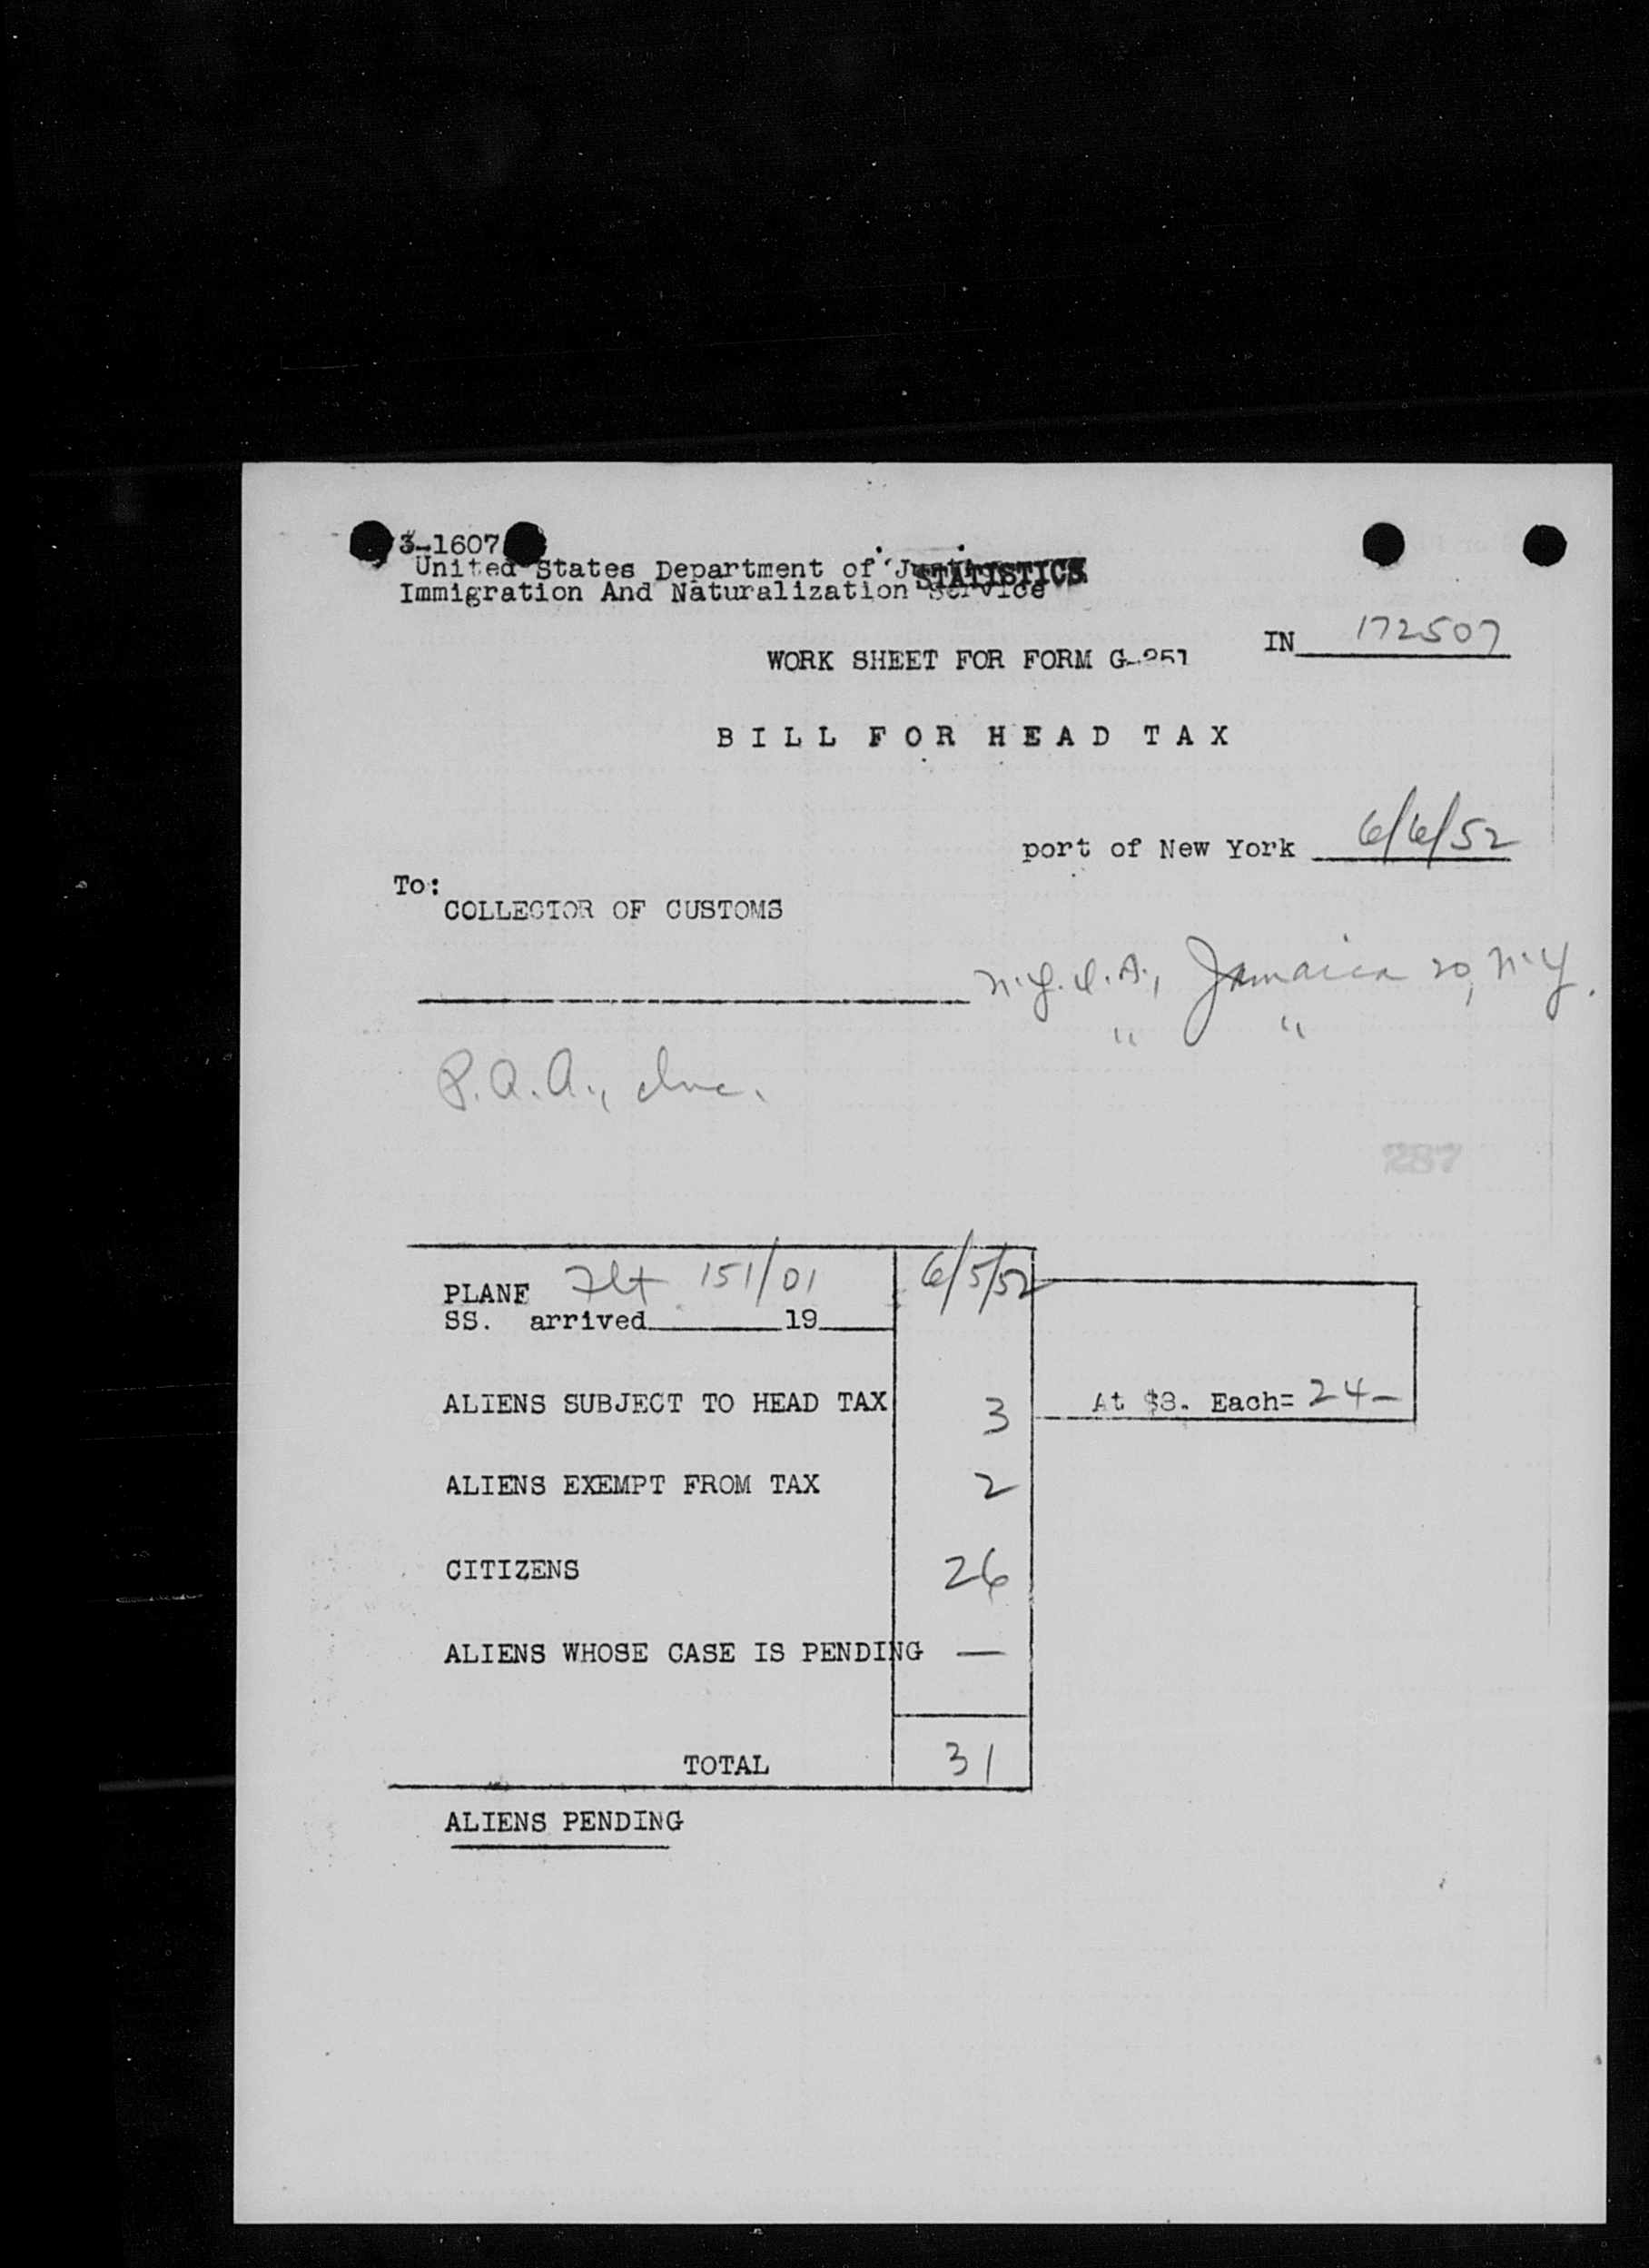 3-1607
United States Department of Justice STATISTICS
Immigration And Naturalization Service
IN 172507
WORK SHEET FOR FORM G-251
BILL FOR HEAD TAX
port of New York 6/6/52
To:
COLLECTOR OF CUSTOMS
N.Y.I.A., Jamaica 20, N.Y.
" "
P.A.A., Inc.
287
PLANE Flt 151/01 6/5/52
SS. arrived 19
ALIENS SUBJECT TO HEAD TAX 3 At $8. Each= 24-
ALIENS EXEMPT FROM TAX 2
CITIZENS 26
ALIENS WHOSE CASE IS PENDING —
TOTAL 31
ALIENS PENDING